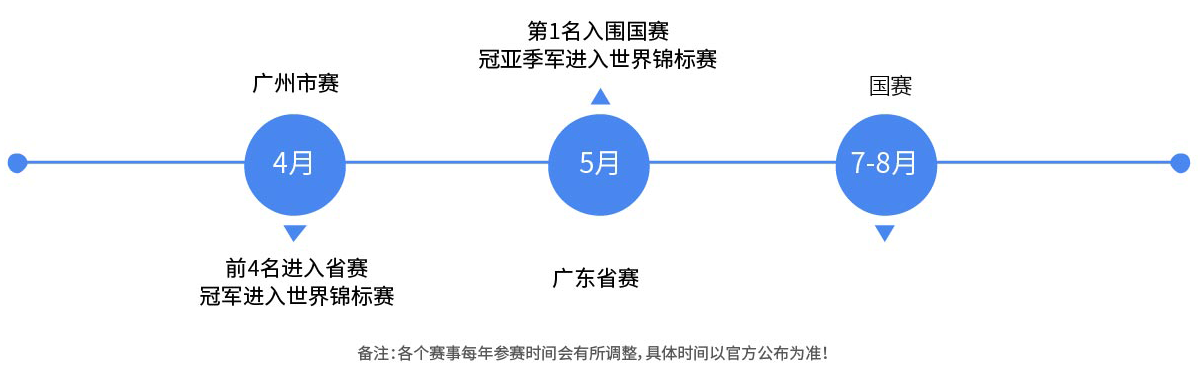 第1名入围国赛
冠亚季军进入世界锦标赛
广州市赛
国赛
4月
5月
7-8月
前4名进入省赛
冠军进入世界锦标赛
广东省赛
备注：各个赛事每年参赛时间会有所调整，具体时间以官方公布为准！